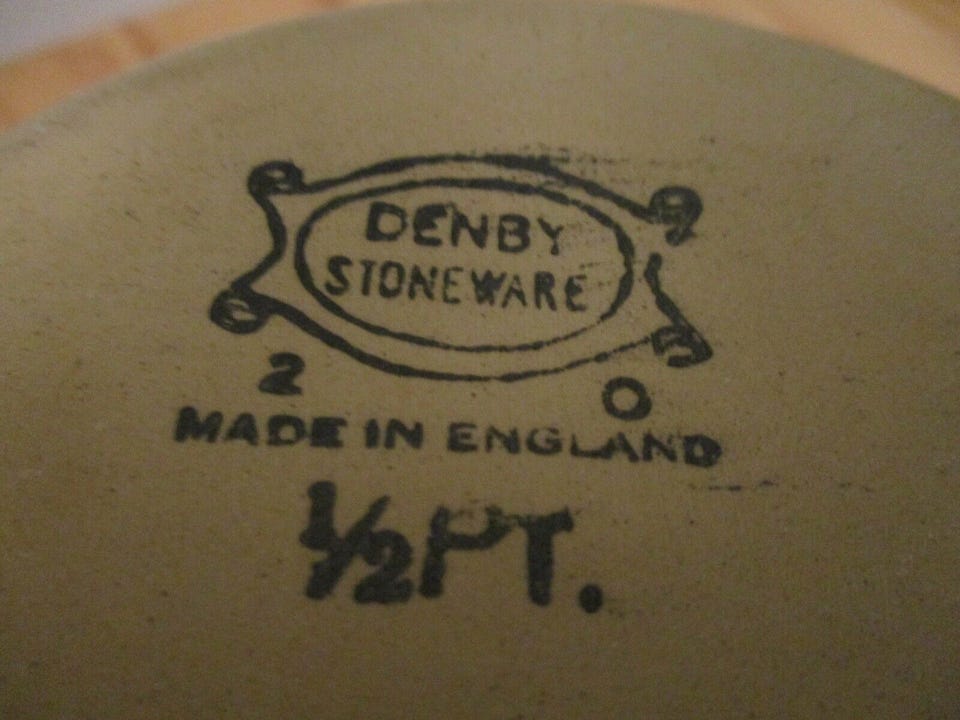 DENBY
STONEWARE
2 0
MADE IN ENGLAND
½PT.